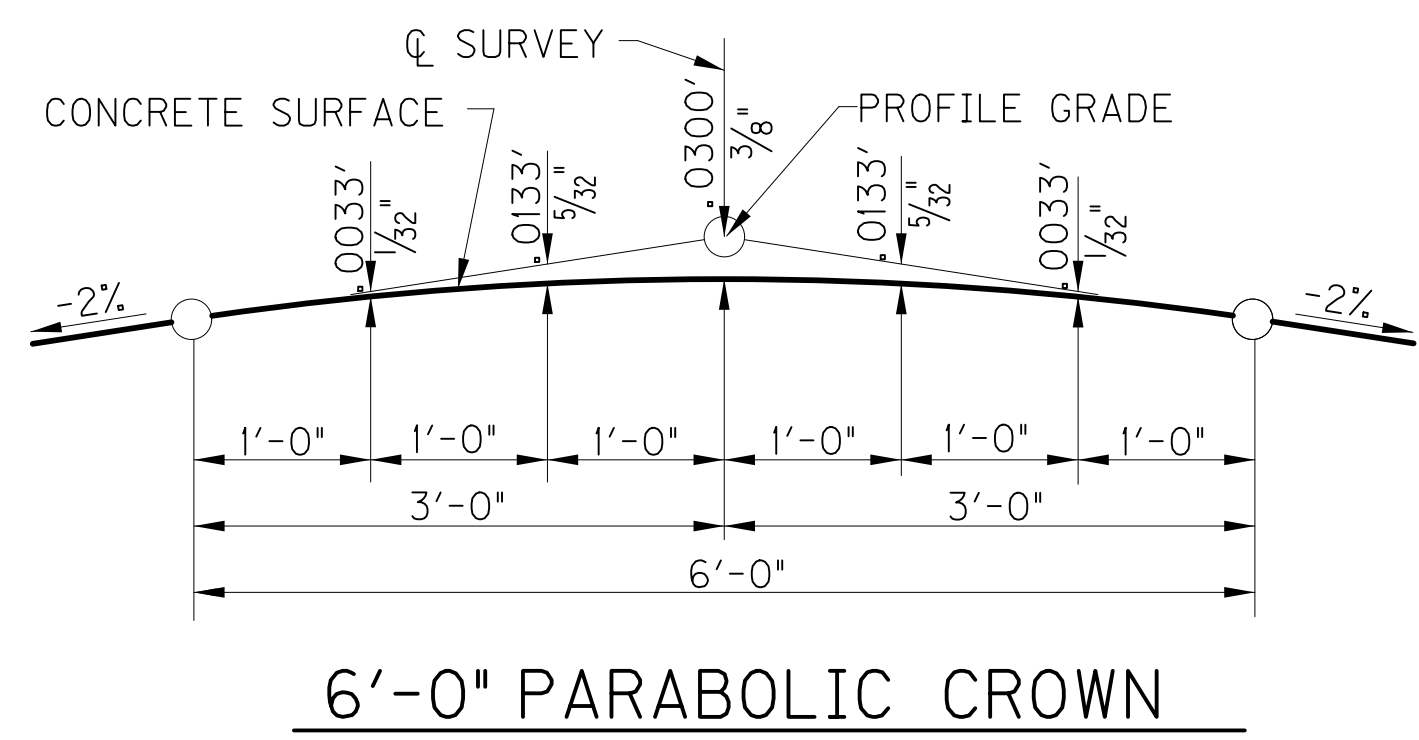 ℄ SURVEY
CONCRETE SURFACE
PROFILE GRADE
.0033'
1/32"
.0133'
5/32"
.0300'
3/8"
.0133'
5/32"
.0033'
1/32"
-2%
-2%
1'-0" 1'-0" 1'-0" 1'-0" 1'-0" 1'-0"
3'-0" 3'-0"
6'-0"
6'-0" PARABOLIC CROWN